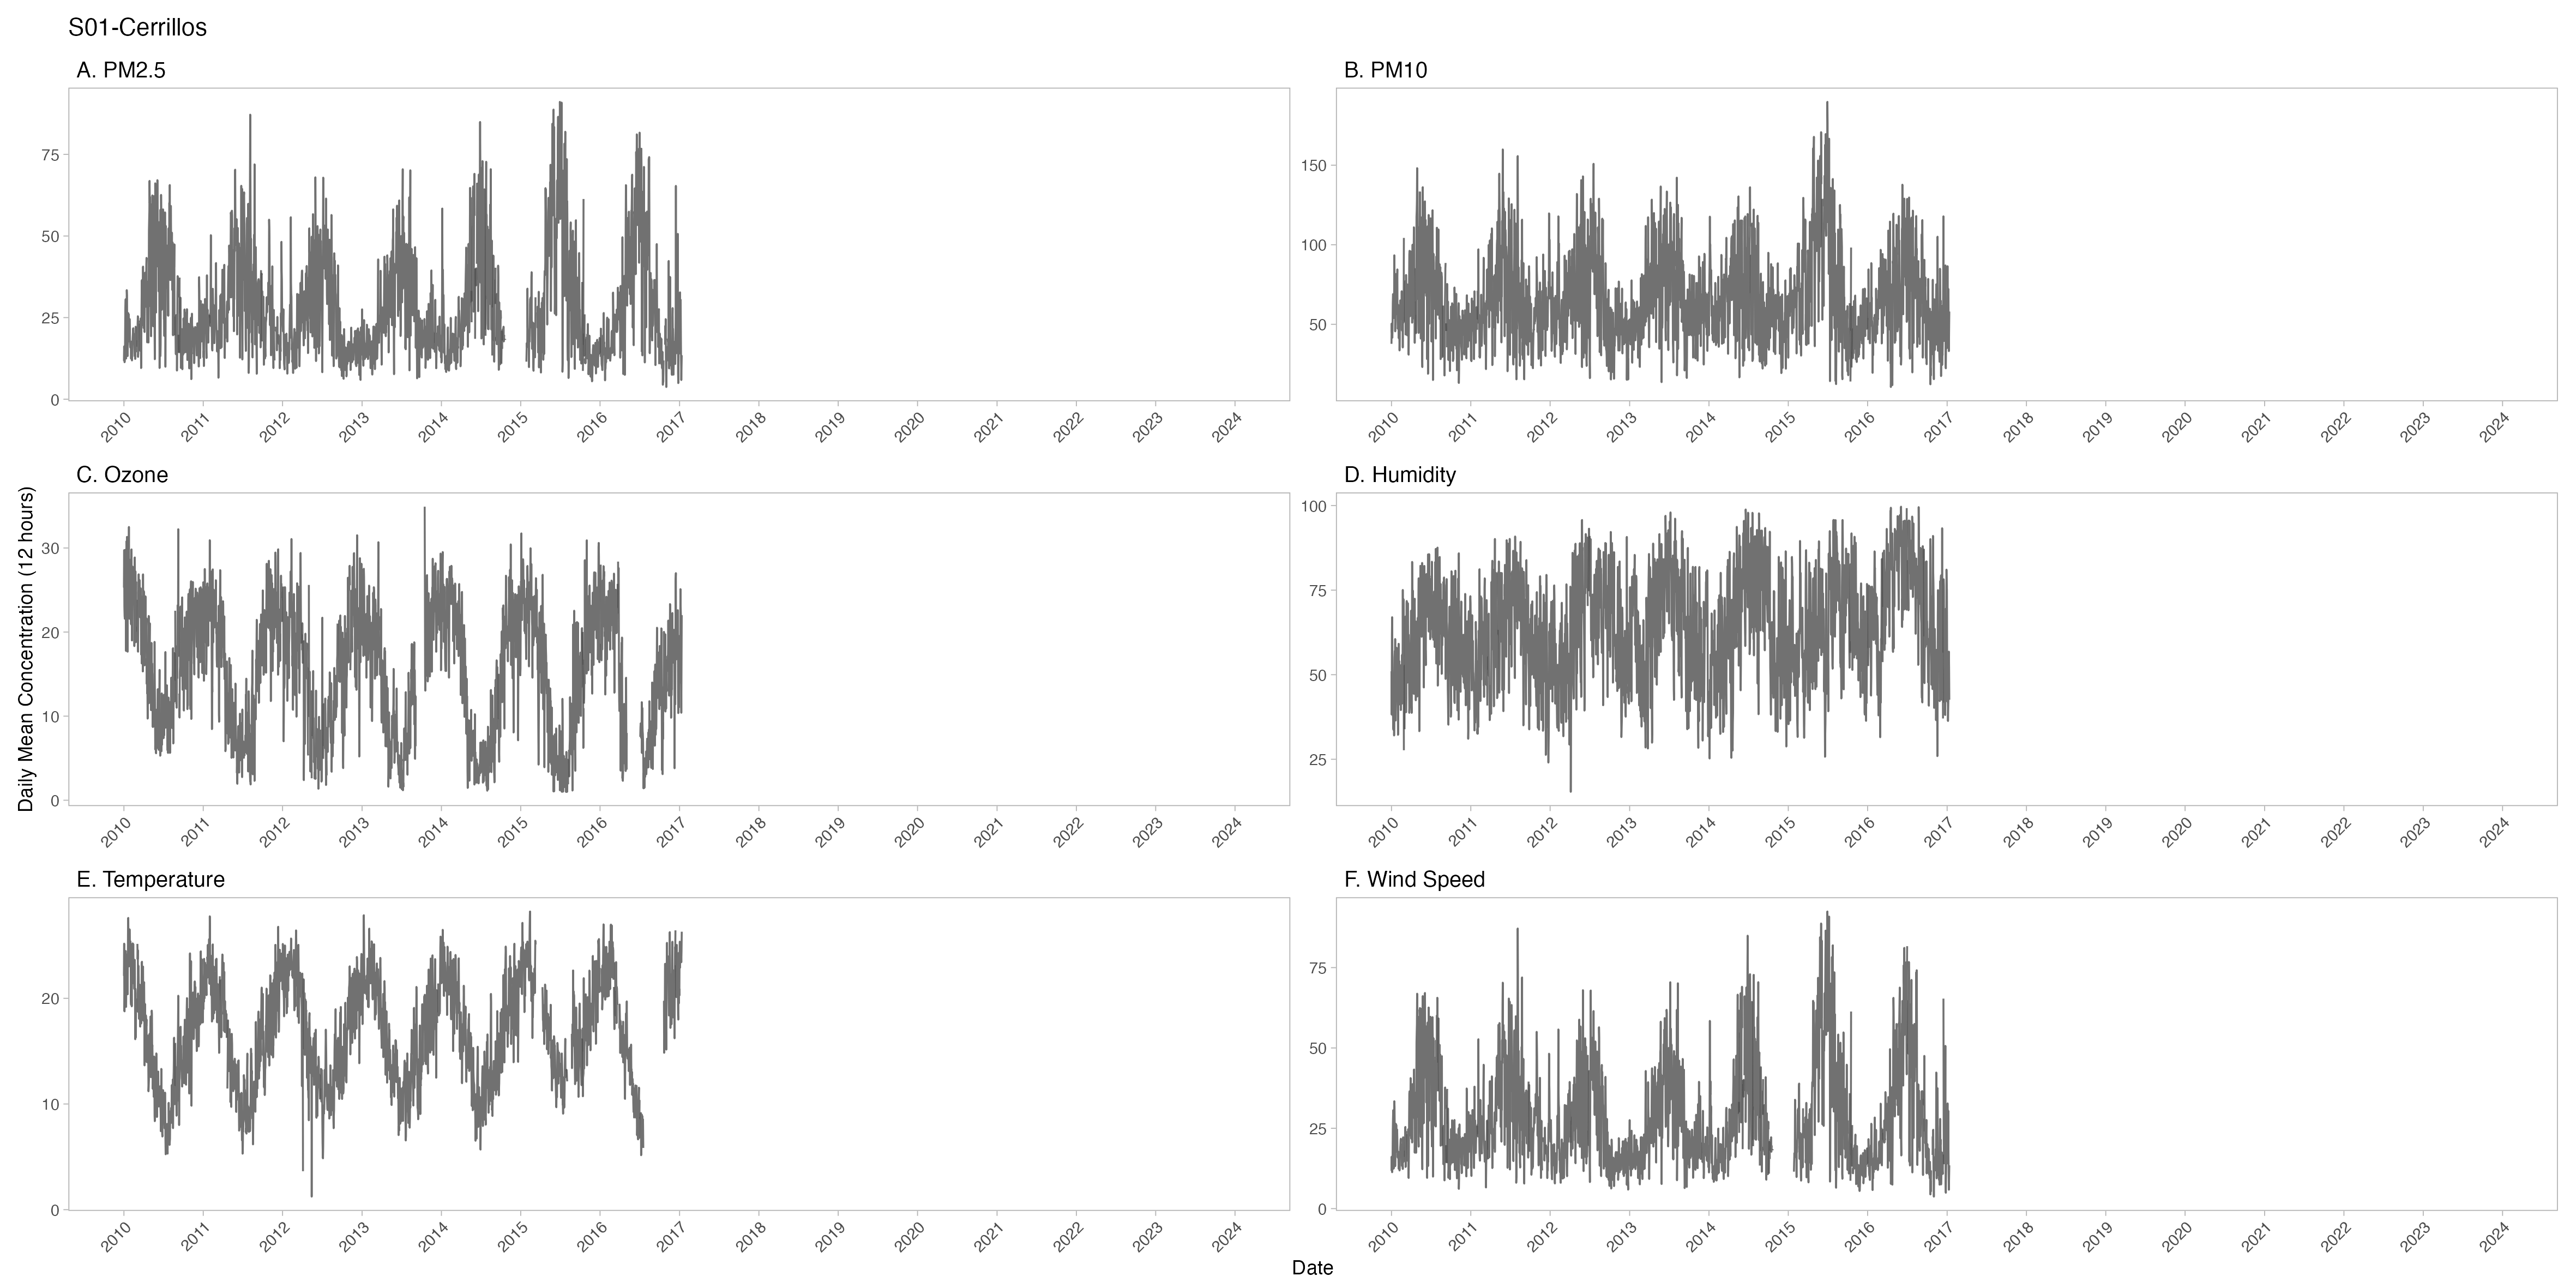 S01-Cerrillos
A. PM2.5
75
50
25
0
2010 2011 2012 2013 2014 2015 2016 2017 2018 2019 2020 2021 2022 2023 2024
B. PM10
150
100
50
2010 2011 2012 2013 2014 2015 2016 2017 2018 2019 2020 2021 2022 2023 2024
Daily Mean Concentration (12 hours)
C. Ozone
30
20
10
0
2010 2011 2012 2013 2014 2015 2016 2017 2018 2019 2020 2021 2022 2023 2024
D. Humidity
100
75
50
25
2010 2011 2012 2013 2014 2015 2016 2017 2018 2019 2020 2021 2022 2023 2024
E. Temperature
20
10
0
2010 2011 2012 2013 2014 2015 2016 2017 2018 2019 2020 2021 2022 2023 2024
F. Wind Speed
75
50
25
0
2010 2011 2012 2013 2014 2015 2016 2017 2018 2019 2020 2021 2022 2023 2024
Date